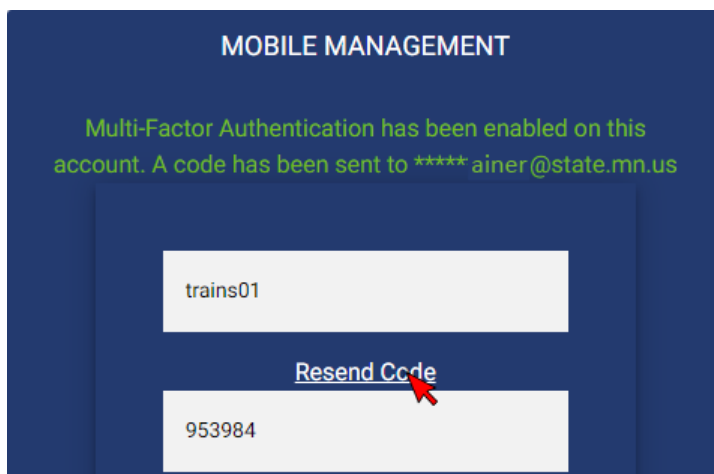 MOBILE MANAGEMENT
Multi-Factor Authentication has been enabled on this
account. A code has been sent to *****ainer@state.mn.us
trains01
Resend Code
953984